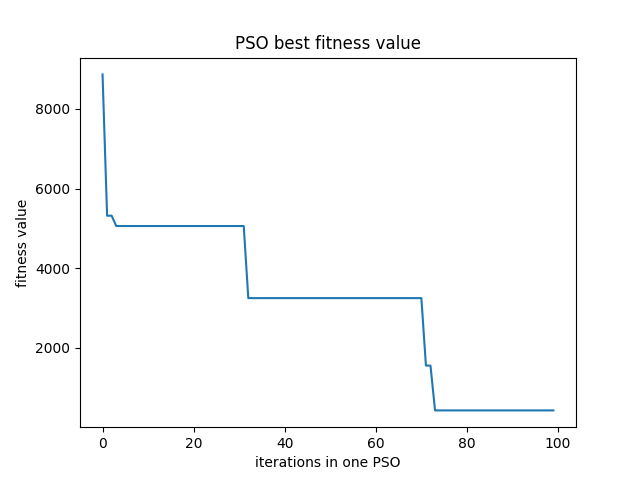 PSO best fitness value
8000
6000
4000
2000
fitness value
0 20 40 60 80 100
iterations in one PSO